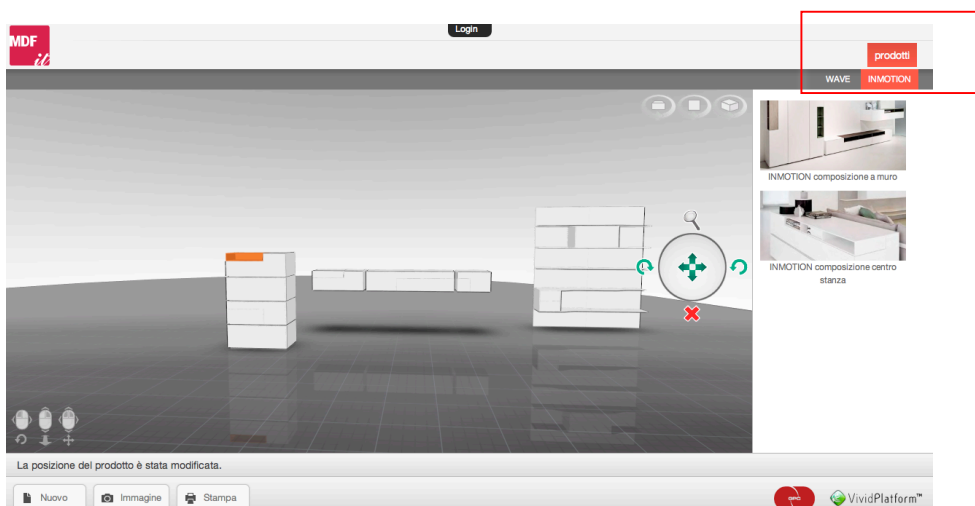 Login
MDF
it
prodotti
WAVE INMOTION
INMOTION composizione a muro
INMOTION composizione centro
stanza
La posizione del prodotto è stata modificata.
Nuovo Immagine Stampa
VividPlatform™